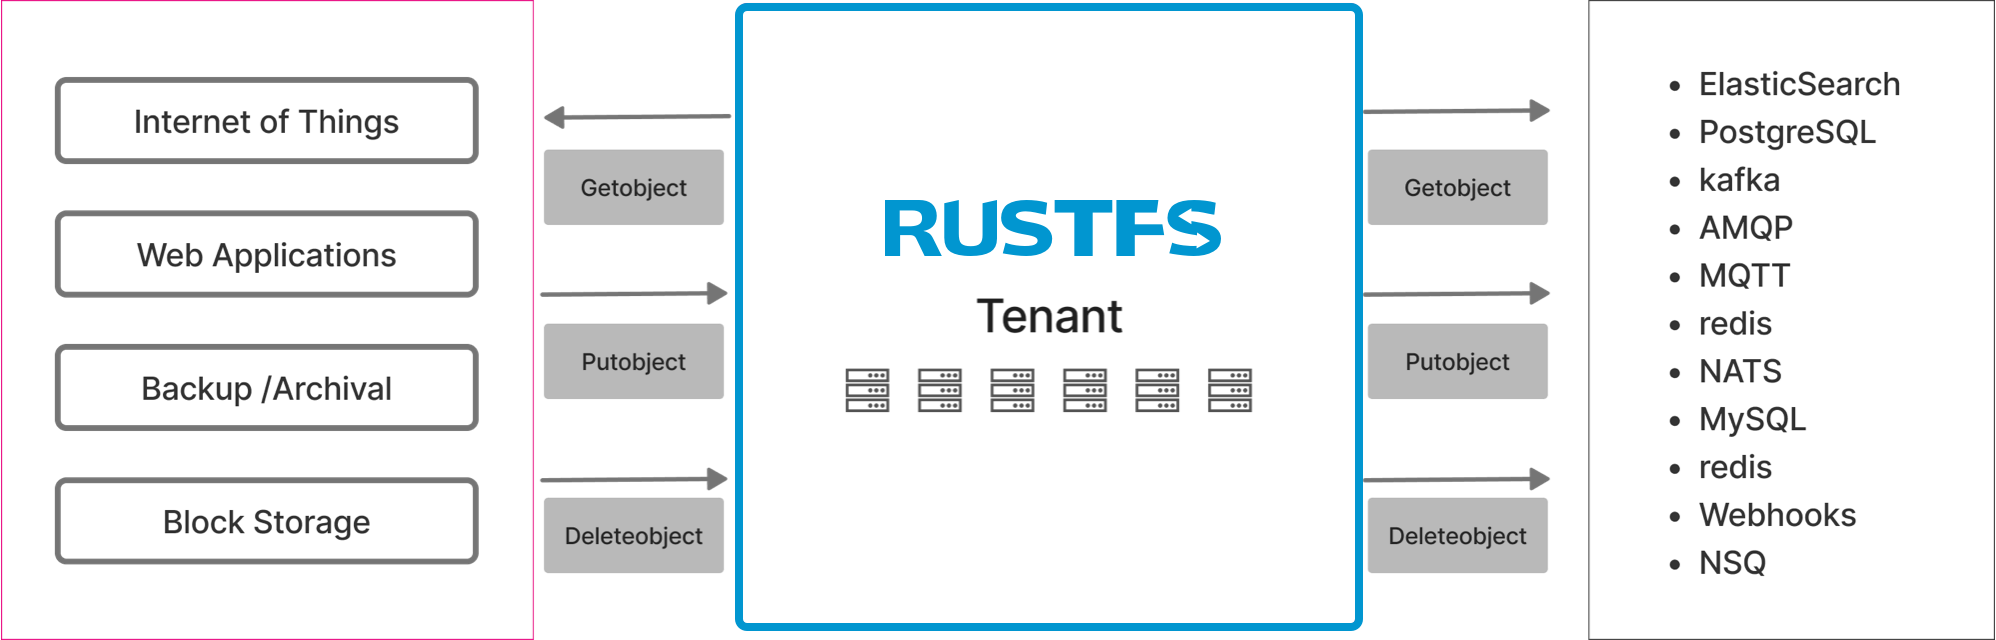 Internet of Things
Web Applications
Backup /Archival
Block Storage
Getobject
Putobject
Deleteobject
RUSTFS
Tenant
Getobject
Putobject
Deleteobject
ElasticSearch
PostgreSQL
kafka
AMQP
MQTT
redis
NATS
MySQL
redis
Webhooks
NSQ